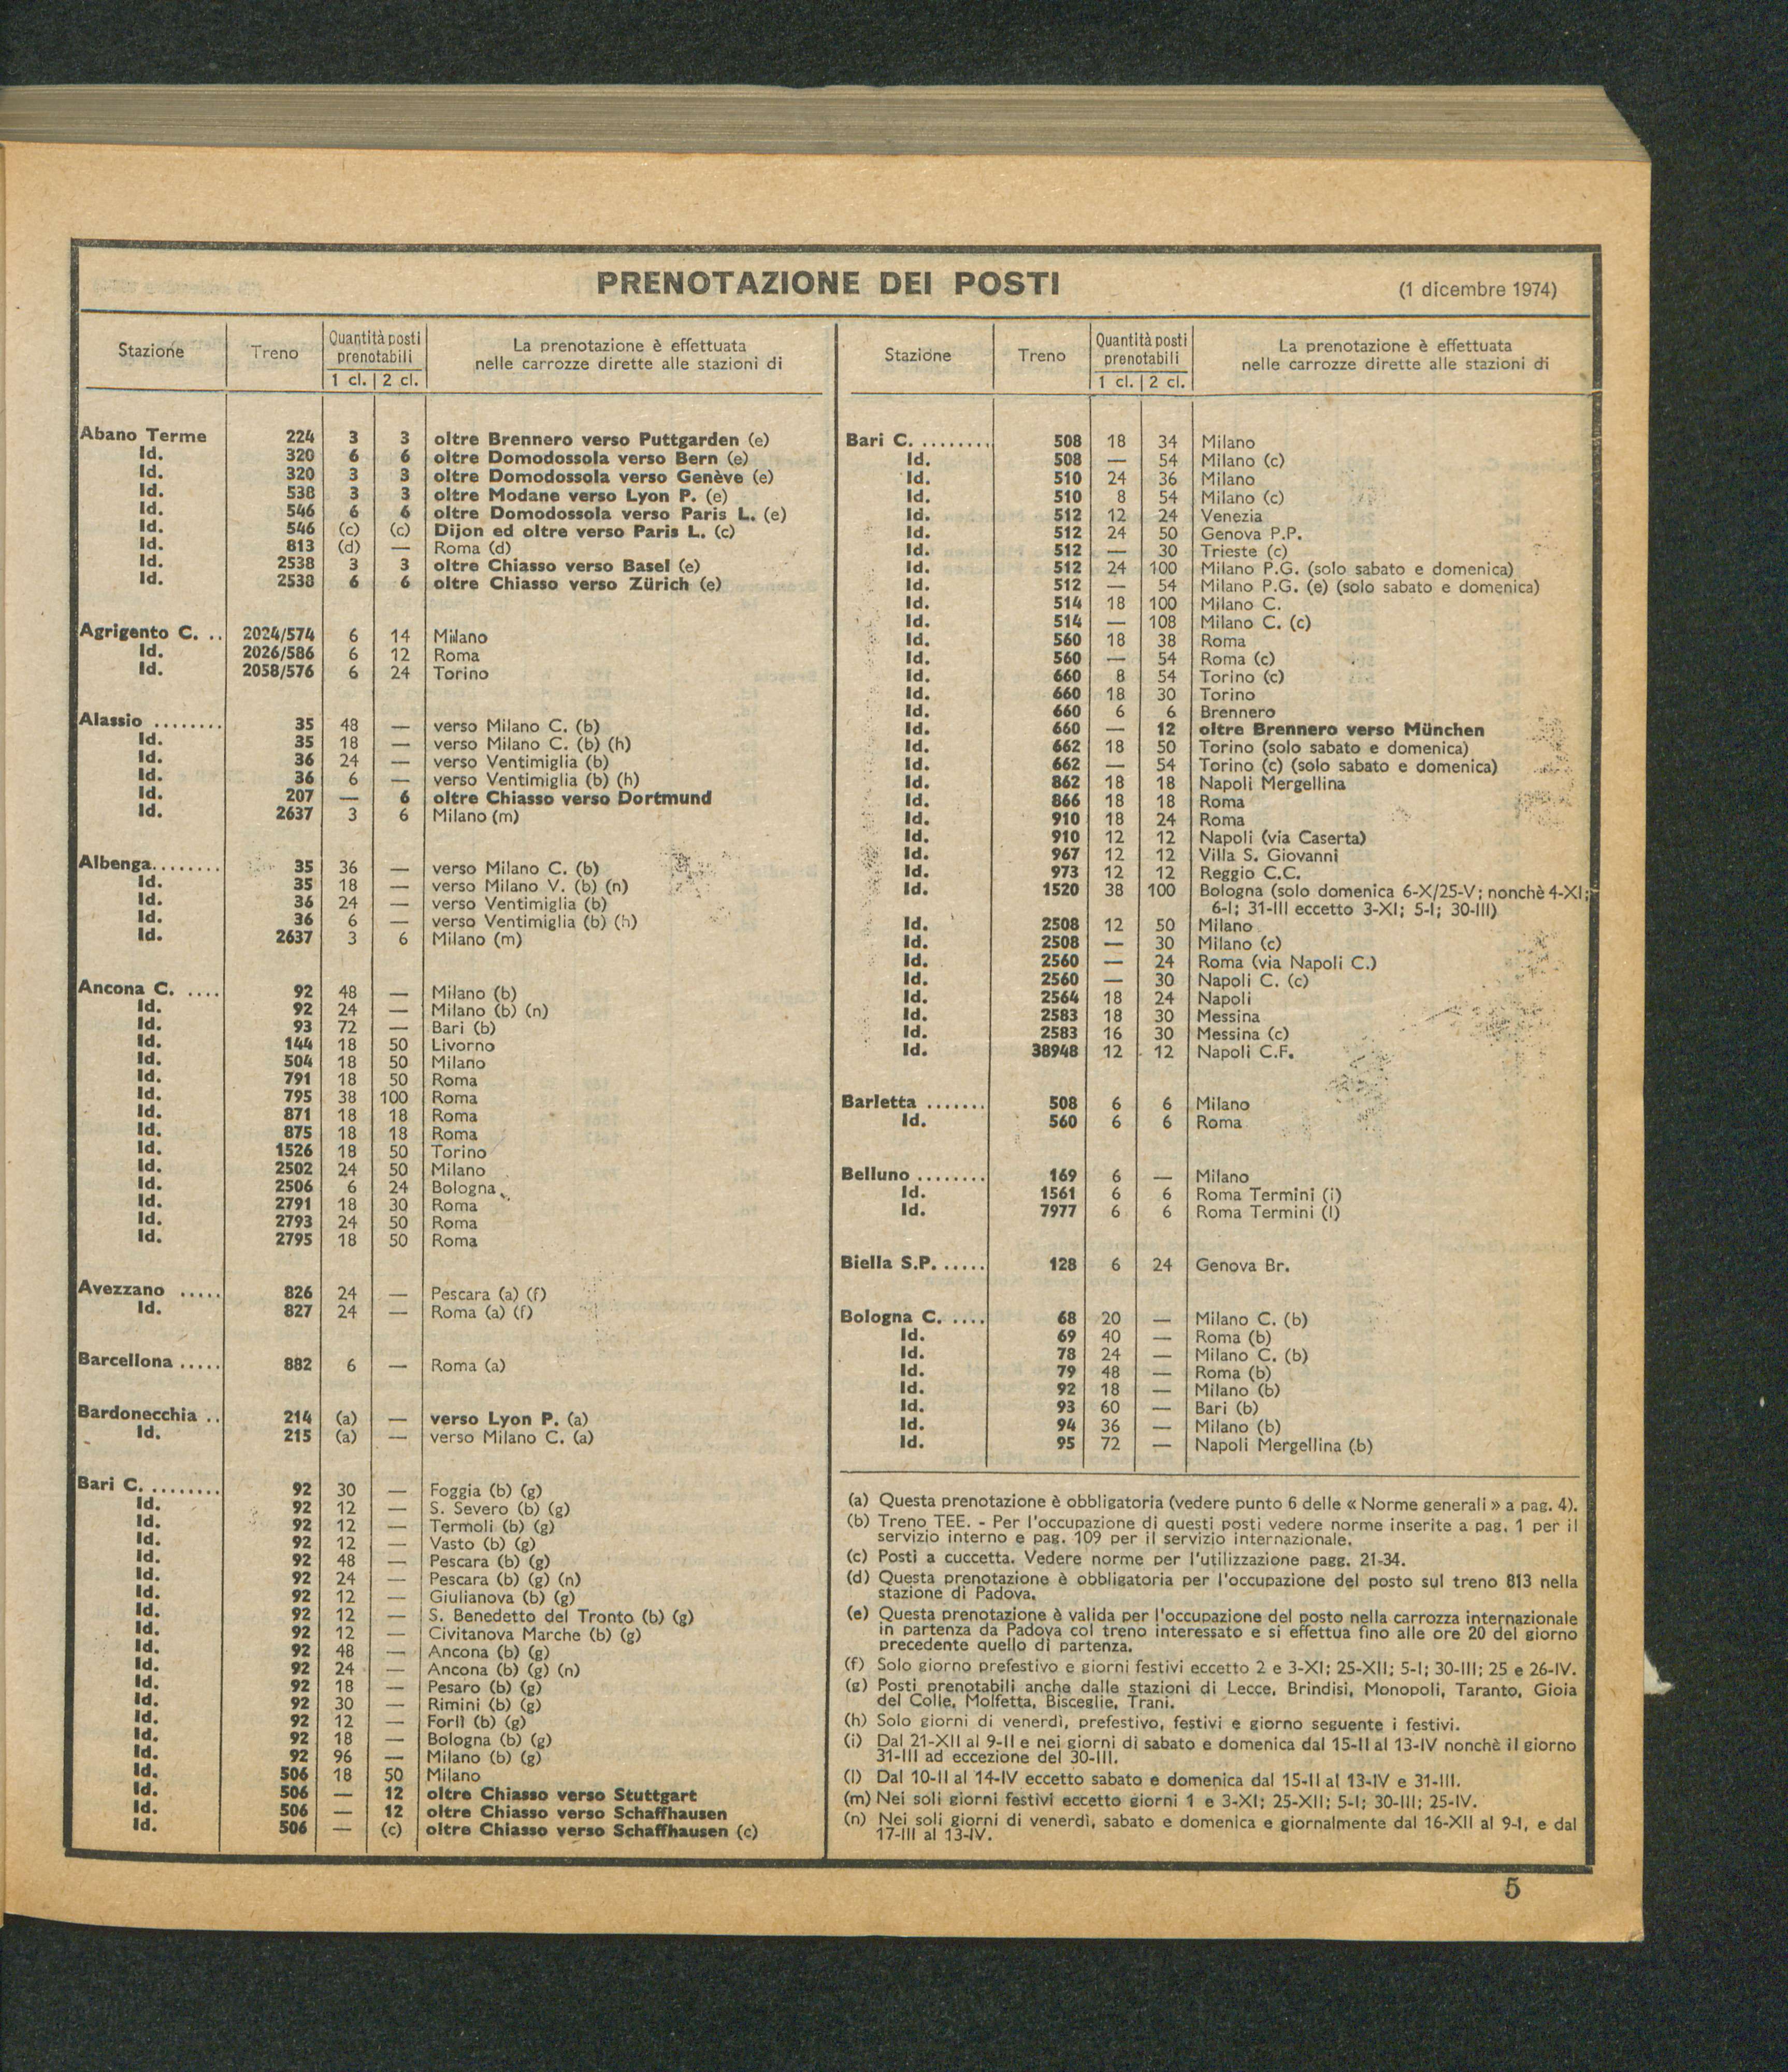 PRENOTAZIONE DEI POSTI
(1 dicembre 1974)
Stazione Treno Quantità posti prenotabili 1 cl. 2 cl. La prenotazione è effettuata nelle carrozze dirette alle stazioni di
Abano Terme 224 3 3 oltre Brennero verso Puttgarden (e)
Id. 320 6 6 oltre Domodossola verso Bern (e)
Id. 320 3 3 oltre Domodossola verso Genève (e)
Id. 538 3 3 oltre Modane verso Lyon P. (e)
Id. 546 6 6 oltre Domodossola verso Paris L. (e)
Id. 546 (c) (c) Dijon ed oltre verso Paris L. (c)
Id. 813 (d) — Roma (d)
Id. 2538 3 3 oltre Chiasso verso Basel (e)
Id. 2538 6 6 oltre Chiasso verso Zürich (e)
Agrigento C. .. 2024/574 6 14 Milano
Id. 2026/586 6 12 Roma
Id. 2058/576 6 24 Torino
Alassio ........ 35 48 — verso Milano C. (b)
Id. 35 18 — verso Milano C. (b) (h)
Id. 36 24 — verso Ventimiglia (b)
Id. 36 6 — verso Ventimiglia (b) (h)
Id. 207 — 6 oltre Chiasso verso Dortmund
Id. 2637 3 6 Milano (m)
Albenga........ 35 36 — verso Milano C. (b)
Id. 35 18 — verso Milano V. (b) (n)
Id. 36 24 — verso Ventimiglia (b)
Id. 36 6 — verso Ventimiglia (b) (h)
Id. 2637 3 6 Milano (m)
Ancona C. .... 92 48 — Milano (b)
Id. 92 24 — Milano (b) (n)
Id. 93 72 — Bari (b)
Id. 144 18 50 Livorno
Id. 504 18 50 Milano
Id. 791 18 50 Roma
Id. 795 38 100 Roma
Id. 871 18 18 Roma
Id. 875 18 18 Roma
Id. 1526 18 50 Torino
Id. 2502 24 50 Milano
Id. 2506 6 24 Bologna
Id. 2791 18 30 Roma
Id. 2793 24 50 Roma
Id. 2795 18 50 Roma
Avezzano ..... 826 24 — Pescara (a) (f)
Id. 827 24 — Roma (a) (f)
Barcellona ..... 882 6 — Roma (a)
Bardonecchia .. 214 (a) — verso Lyon P. (a)
Id. 215 (a) — verso Milano C. (a)
Bari C. ......... 92 30 — Foggia (b) (g)
Id. 92 12 — S. Severo (b) (g)
Id. 92 12 — Termoli (b) (g)
Id. 92 12 — Vasto (b) (g)
Id. 92 48 — Pescara (b) (g)
Id. 92 24 — Pescara (b) (g) (n)
Id. 92 12 — Giulianova (b) (g)
Id. 92 12 — S. Benedetto del Tronto (b) (g)
Id. 92 12 — Civitanova Marche (b) (g)
Id. 92 48 — Ancona (b) (g)
Id. 92 24 — Ancona (b) (g) (n)
Id. 92 18 — Pesaro (b) (g)
Id. 92 30 — Rimini (b) (g)
Id. 92 12 — Forlì (b) (g)
Id. 92 18 — Bologna (b) (g)
Id. 92 96 — Milano (b) (g)
Id. 506 18 50 Milano
Id. 506 — 12 oltre Chiasso verso Stuttgart
Id. 506 — 12 oltre Chiasso verso Schaffhausen
Id. 506 — (c) oltre Chiasso verso Schaffhausen (c)
Stazione Treno Quantità posti prenotabili 1 cl. 2 cl. La prenotazione è effettuata nelle carrozze dirette alle stazioni di
Bari C. ........ 508 18 34 Milano
Id. 508 — 54 Milano (c)
Id. 510 24 36 Milano
Id. 510 8 54 Milano (c)
Id. 512 12 24 Venezia
Id. 512 24 50 Genova P.P.
Id. 512 — 30 Trieste (c)
Id. 512 24 100 Milano P.G. (solo sabato e domenica)
Id. 512 — 54 Milano P.G. (e) (solo sabato e domenica)
Id. 514 18 100 Milano C.
Id. 514 — 108 Milano C. (c)
Id. 560 18 38 Roma
Id. 560 — 54 Roma (c)
Id. 660 8 54 Torino (c)
Id. 660 18 30 Torino
Id. 660 6 6 Brennero
Id. 660 — 12 oltre Brennero verso München
Id. 662 18 50 Torino (solo sabato e domenica)
Id. 662 — 54 Torino (c) (solo sabato e domenica)
Id. 862 18 18 Napoli Mergellina
Id. 866 18 18 Roma
Id. 910 18 24 Roma
Id. 910 12 12 Napoli (via Caserta)
Id. 967 12 12 Villa S. Giovanni
Id. 973 12 12 Reggio C.C.
Id. 1520 38 100 Bologna (solo domenica 6-X/25-V; nonchè 4-XI;
6-I; 31-III eccetto 3-XI; 5-I; 30-III)
Id. 2508 12 50 Milano
Id. 2508 — 30 Milano (c)
Id. 2560 — 24 Roma (via Napoli C.)
Id. 2560 — 30 Napoli C. (c)
Id. 2564 18 24 Napoli
Id. 2583 18 30 Messina
Id. 2583 16 30 Messina (c)
Id. 38948 12 12 Napoli C.F.
Barletta ....... 508 6 6 Milano
Id. 560 6 6 Roma
Belluno ........ 169 6 — Milano
Id. 1561 6 6 Roma Termini (i)
Id. 7977 6 6 Roma Termini (l)
Biella S.P. ..... 128 6 24 Genova Br.
Bologna C. .... 68 20 — Milano C. (b)
Id. 69 40 — Roma (b)
Id. 78 24 — Milano C. (b)
Id. 79 48 — Roma (b)
Id. 92 18 — Milano (b)
Id. 93 60 — Bari (b)
Id. 94 36 — Milano (b)
Id. 95 72 — Napoli Mergellina (b)
(a) Questa prenotazione è obbligatoria (vedere punto 6 delle « Norme generali » a pag. 4).
(b) Treno TEE. - Per l'occupazione di questi posti vedere norme inserite a pag. 1 per il
servizio interno e pag. 109 per il servizio internazionale.
(c) Posti a cuccetta. Vedere norme per l'utilizzazione pagg. 21-34.
(d) Questa prenotazione è obbligatoria per l'occupazione del posto sul treno 813 nella
stazione di Padova.
(e) Questa prenotazione è valida per l'occupazione del posto nella carrozza internazionale
in partenza da Padova col treno interessato e si effettua fino alle ore 20 del giorno
precedente quello di partenza.
(f) Solo giorno prefestivo e giorni festivi eccetto 2 e 3-XI; 25-XII; 5-I; 30-III; 25 e 26-IV.
(g) Posti prenotabili anche dalle stazioni di Lecce, Brindisi, Monopoli, Taranto, Gioia
del Colle, Molfetta, Bisceglie, Trani.
(h) Solo giorni di venerdì, prefestivo, festivi e giorno seguente i festivi.
(i) Dal 21-XII al 9-II e nei giorni di sabato e domenica dal 15-II al 13-IV nonchè il giorno
31-III ad eccezione del 30-III.
(l) Dal 10-II al 14-IV eccetto sabato e domenica dal 15-II al 13-IV e 31-III.
(m) Nei soli giorni festivi eccetto giorni 1 e 3-XI; 25-XII; 5-I; 30-III; 25-IV.
(n) Nei soli giorni di venerdì, sabato e domenica e giornalmente dal 16-XII al 9-I, e dal
17-III al 13-IV.
5